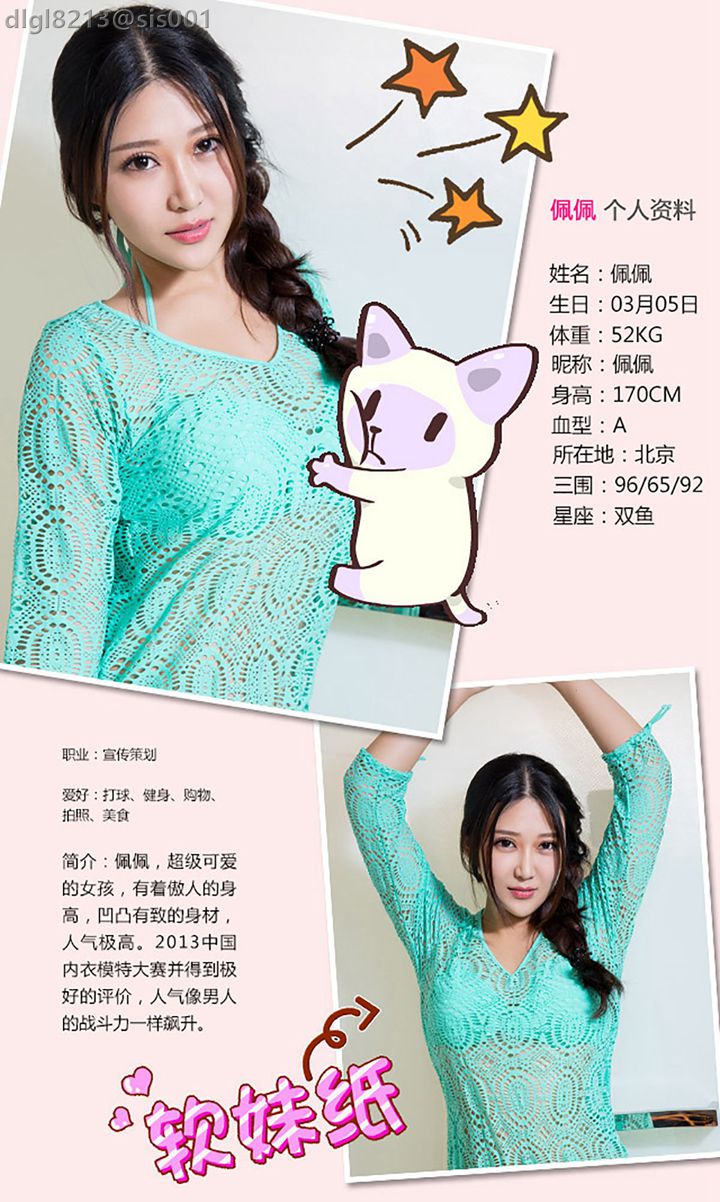 dlgl8213@sis001
佩佩 个人资料
姓名：佩佩
生日：03月05日
体重：52KG
昵称：佩佩
身高：170CM
血型：A
所在地：北京
三围：96/65/92
星座：双鱼
职业：宣传策划
爱好：打球、健身、购物、
拍照、美食
简介：佩佩，超级可爱
的女孩，有着傲人的身
高，凹凸有致的身材，
人气极高。2013中国
内衣模特大赛并得到极
好的评价，人气像男人
的战斗力一样飙升。
软妹纸